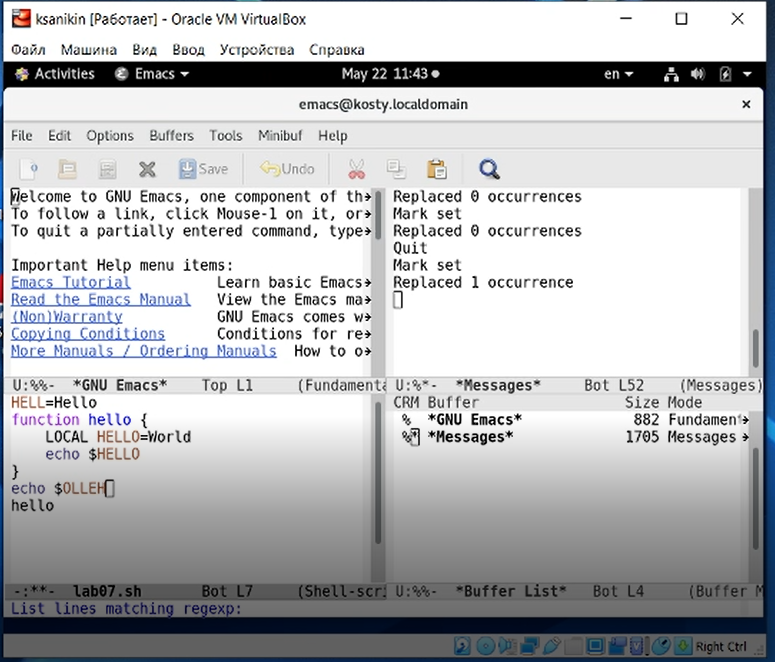 ksanikin [Работает] - Oracle VM VirtualBox
Файл Машина Вид Ввод Устройства Справка
Activities Emacs May 22 11:43 en
emacs@kosty.localdomain
File Edit Options Buffers Tools Minibuf Help
Save Undo
Welcome to GNU Emacs, one component of th
To follow a link, click Mouse-1 on it, or
To quit a partially entered command, type
Important Help menu items:
Emacs Tutorial Learn basic Emacs
Read the Emacs Manual View the Emacs ma
(Non)Warranty GNU Emacs comes w
Copying Conditions Conditions for re
More Manuals / Ordering Manuals How to o
U:%%- *GNU Emacs* Top L1 (Fundamenta
Replaced 0 occurrences
Mark set
Replaced 0 occurrences
Quit
Mark set
Replaced 1 occurrence
U:%*- *Messages* Bot L52 (Messages)
HELL=Hello
function hello {
LOCAL HELLO=World
echo $HELLO
}
echo $OLLEH
hello
-:**- lab07.sh Bot L7 (Shell-scri
CRM Buffer Size Mode
% *GNU Emacs* 882 Fundamen
%* *Messages* 1705 Messages
U:%%- *Buffer List* Bot L4 (Buffer M
List lines matching regexp:
Right Ctrl